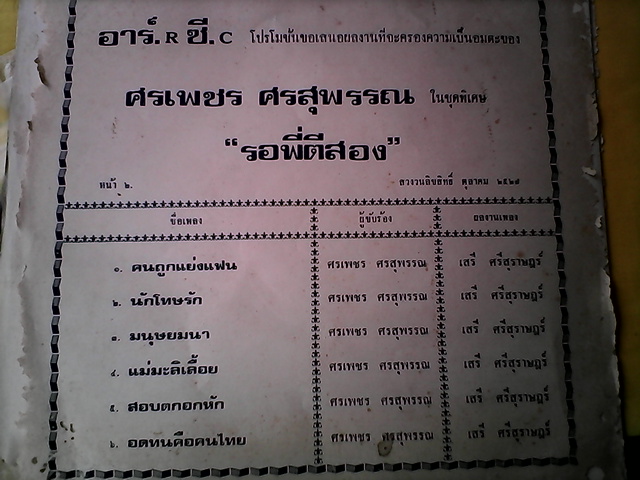 อาร์.R ซี.C โปรโมชั่นขอเสนอผลงานที่จะครองความเป็นอมตะของ
ศรเพชร ศรสุพรรณ ในชุดพิเศษ
“รอพี่ตีสอง”
หน้า ๒. สงวนลิขสิทธิ์ ตุลาคม
ชื่อเพลง ผู้ขับร้อง ผลงานเพลง
๑. คนถูกแย่งแฟน ศรเพชร ศรสุพรรณ เสรี ศรีสุราษฎร์
๒. นักโทษรัก ศรเพชร ศรสุพรรณ เสรี ศรีสุราษฎร์
๓. มนุษยมนา ศรเพชร ศรสุพรรณ เสรี ศรีสุราษฎร์
๔. แม่มะลิเลื้อย ศรเพชร ศรสุพรรณ เสรี ศรีสุราษฎร์
๕. สอบตกอกหัก ศรเพชร ศรสุพรรณ เสรี ศรีสุราษฎร์
๖. อดทนคือคนไทย ศรเพชร ศรสุพรรณ เสรี ศรีสุราษฎร์